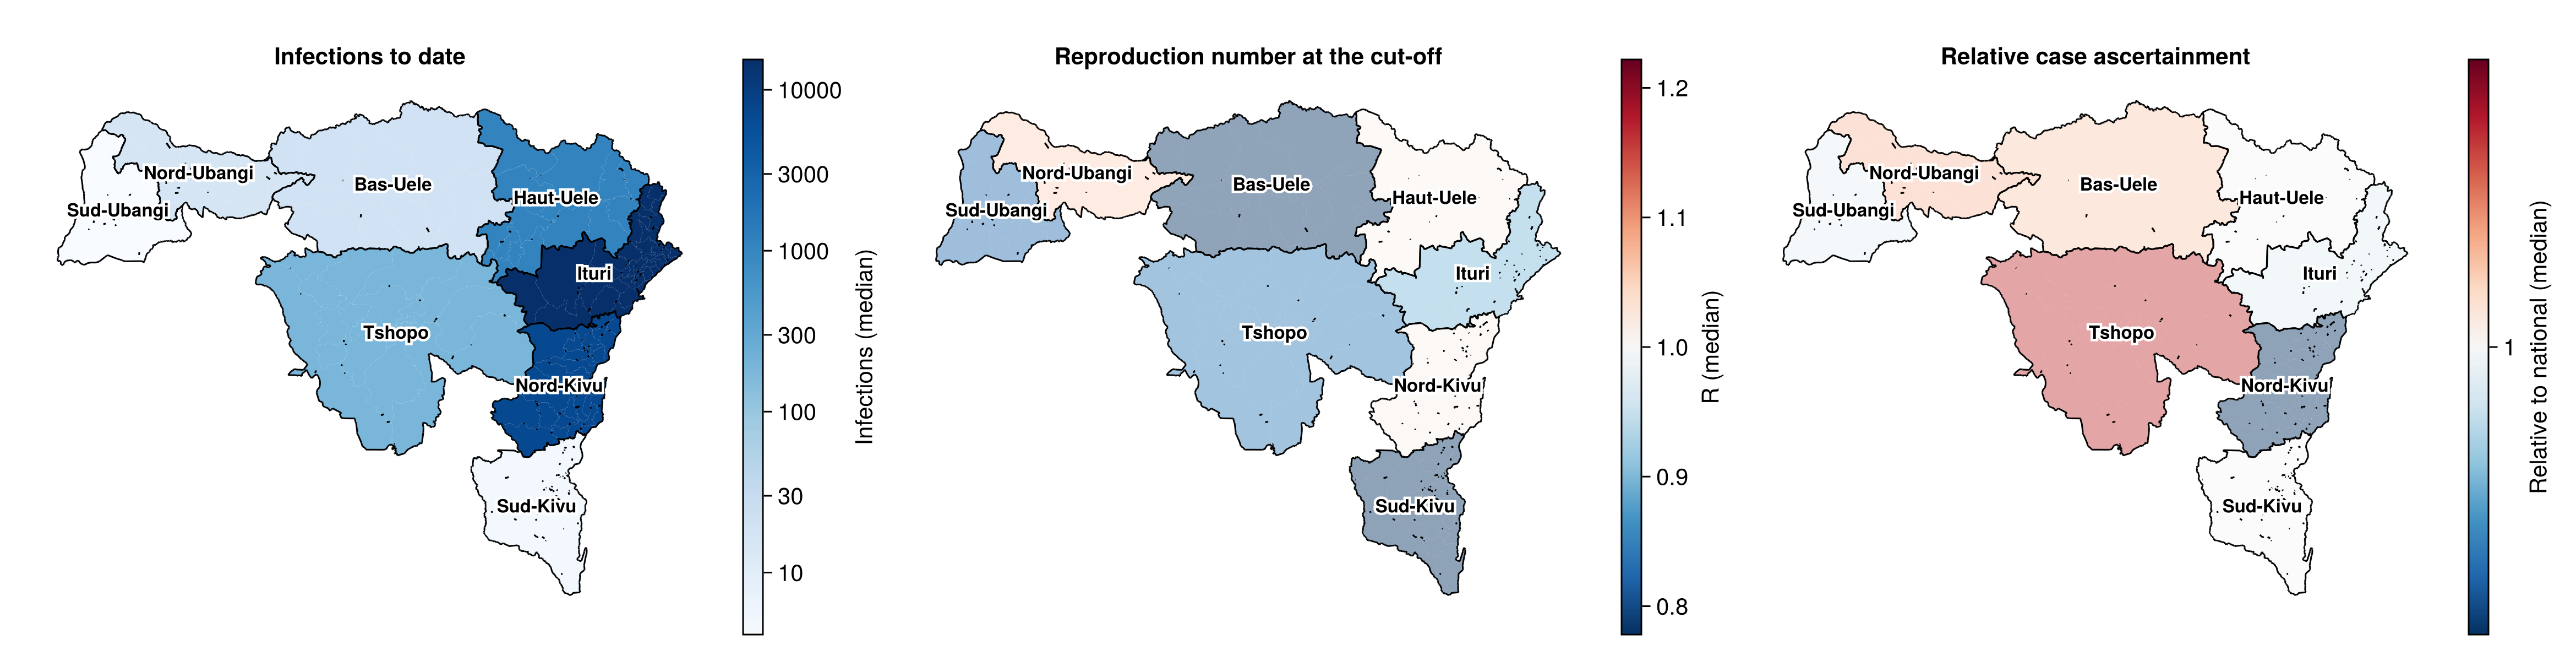 Infections to date
Nord-Ubangi
Sud-Ubangi
Bas-Uele
Haut-Uele
Ituri
Tshopo
Nord-Kivu
Sud-Kivu
10000
3000
1000
300
100
30
10
Infections (median)
Reproduction number at the cut-off
Nord-Ubangi
Sud-Ubangi
Bas-Uele
Haut-Uele
Ituri
Tshopo
Nord-Kivu
Sud-Kivu
1.2
1.1
1.0
0.9
0.8
R (median)
Relative case ascertainment
Nord-Ubangi
Sud-Ubangi
Bas-Uele
Haut-Uele
Ituri
Tshopo
Nord-Kivu
Sud-Kivu
1
Relative to national (median)